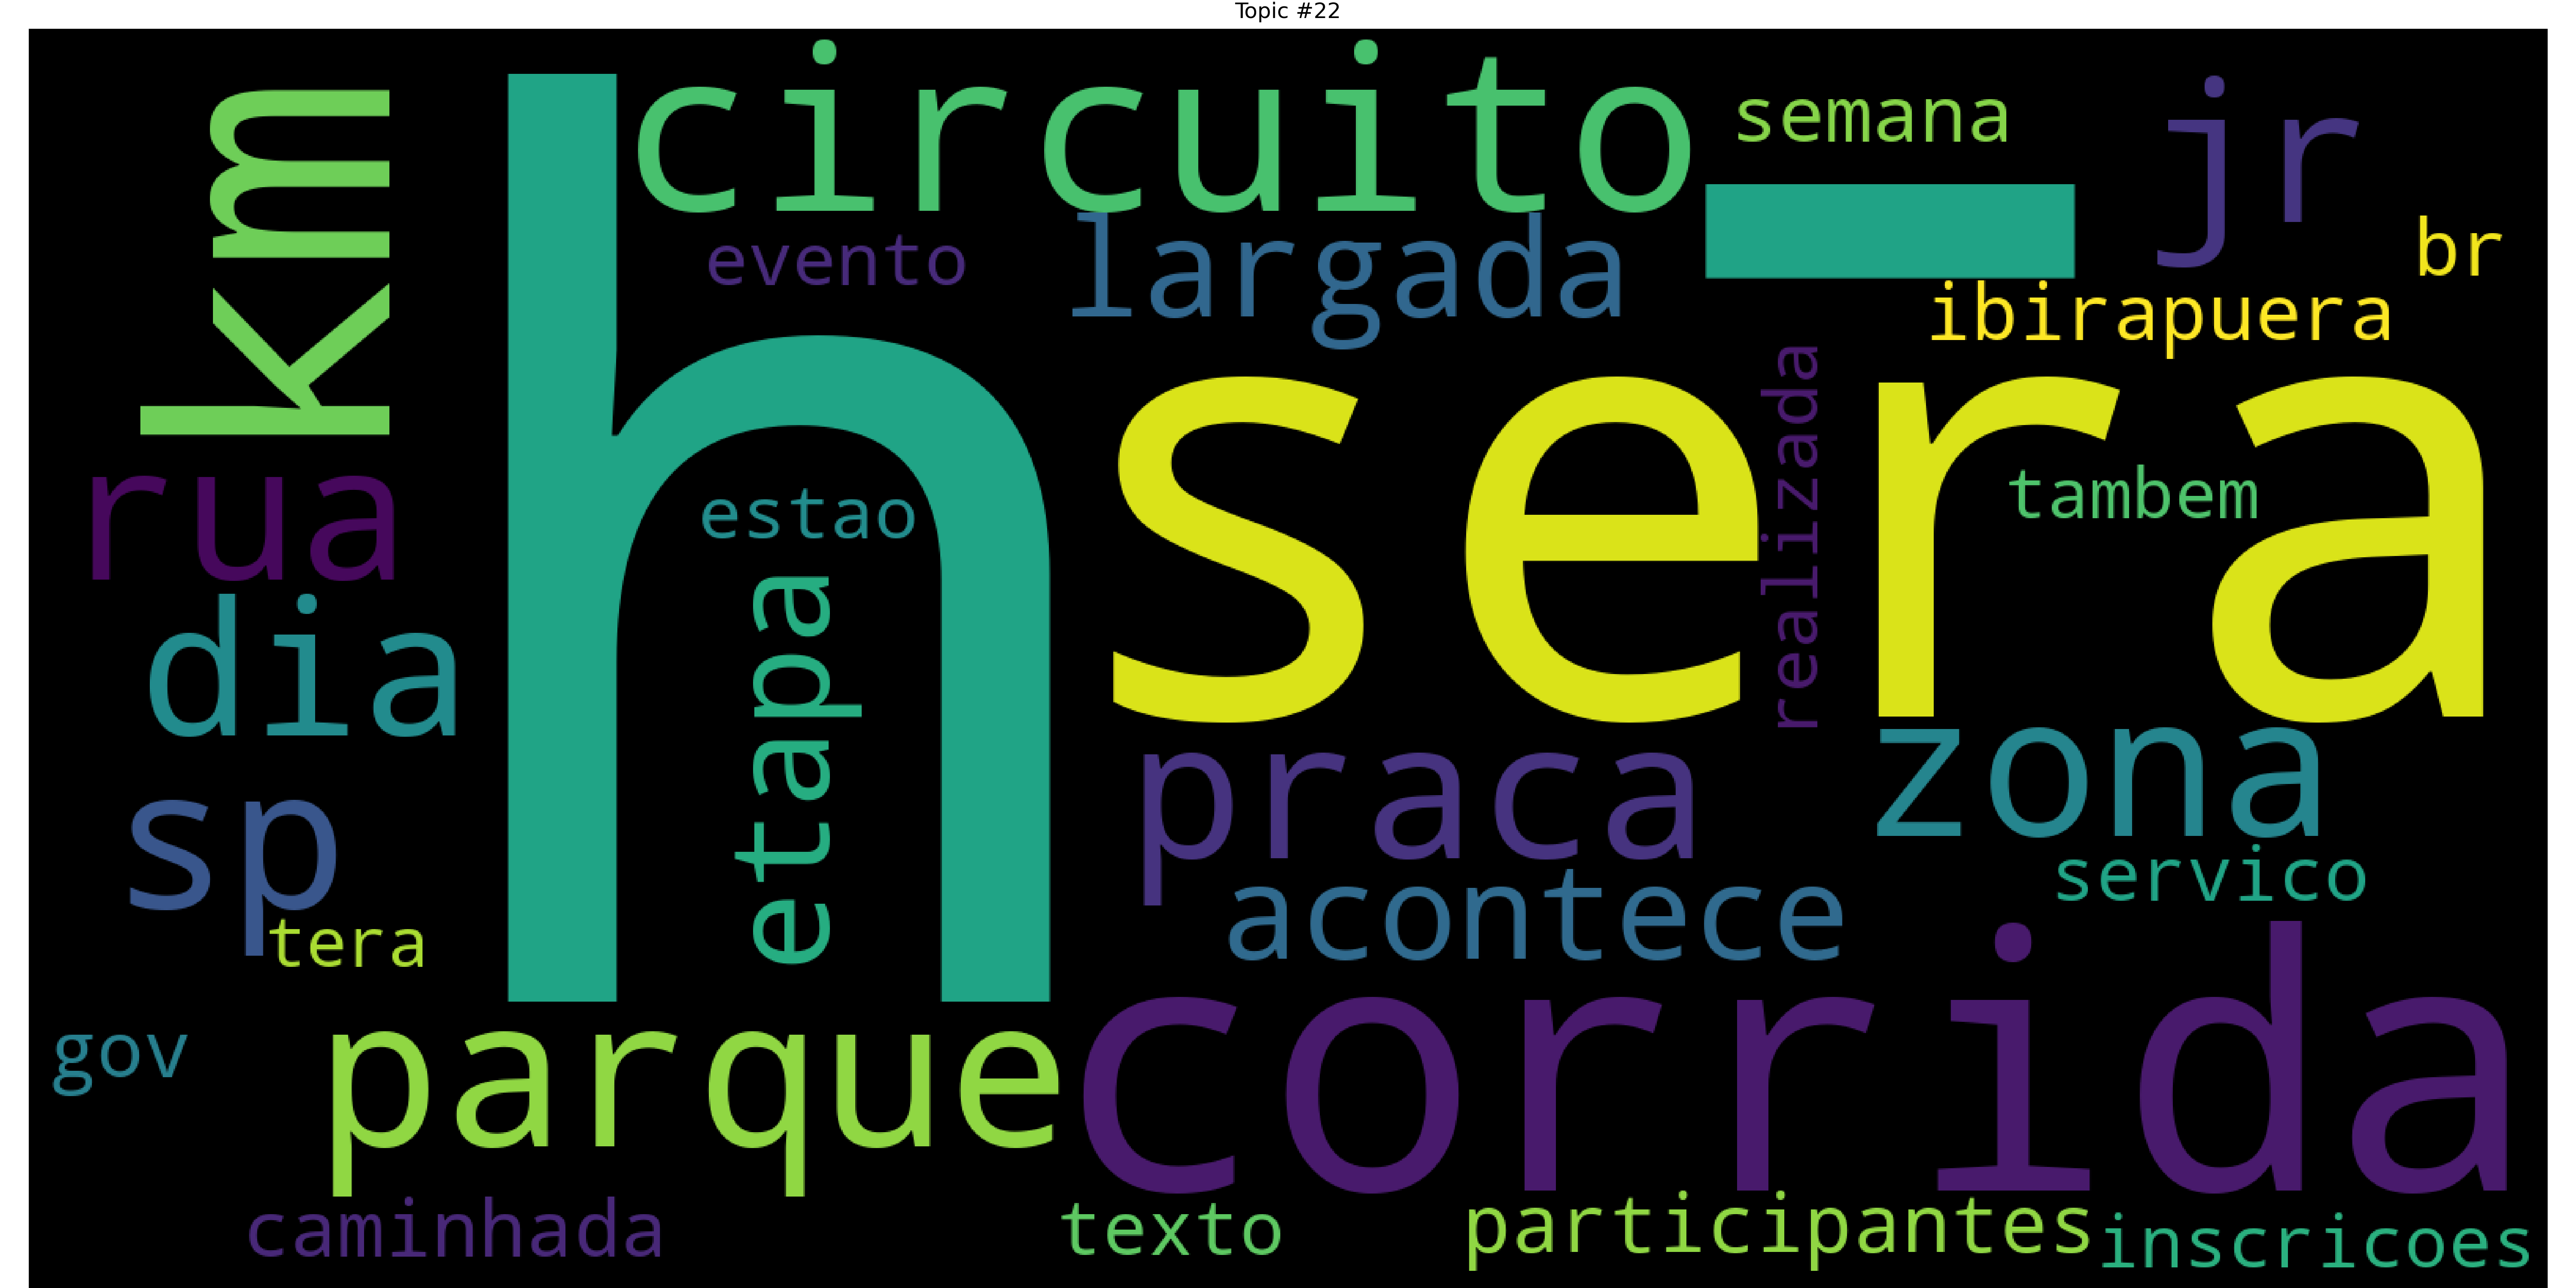 Topic #22
km
h
circuito
semana
jr
evento
largada
_
br
ibirapuera
sera
realizada
tambem
rua
estao
etapa
dia
praca
zona
sp
acontece
servico
tera
corrida
gov
parque
caminhada
texto
participantes
inscricoes